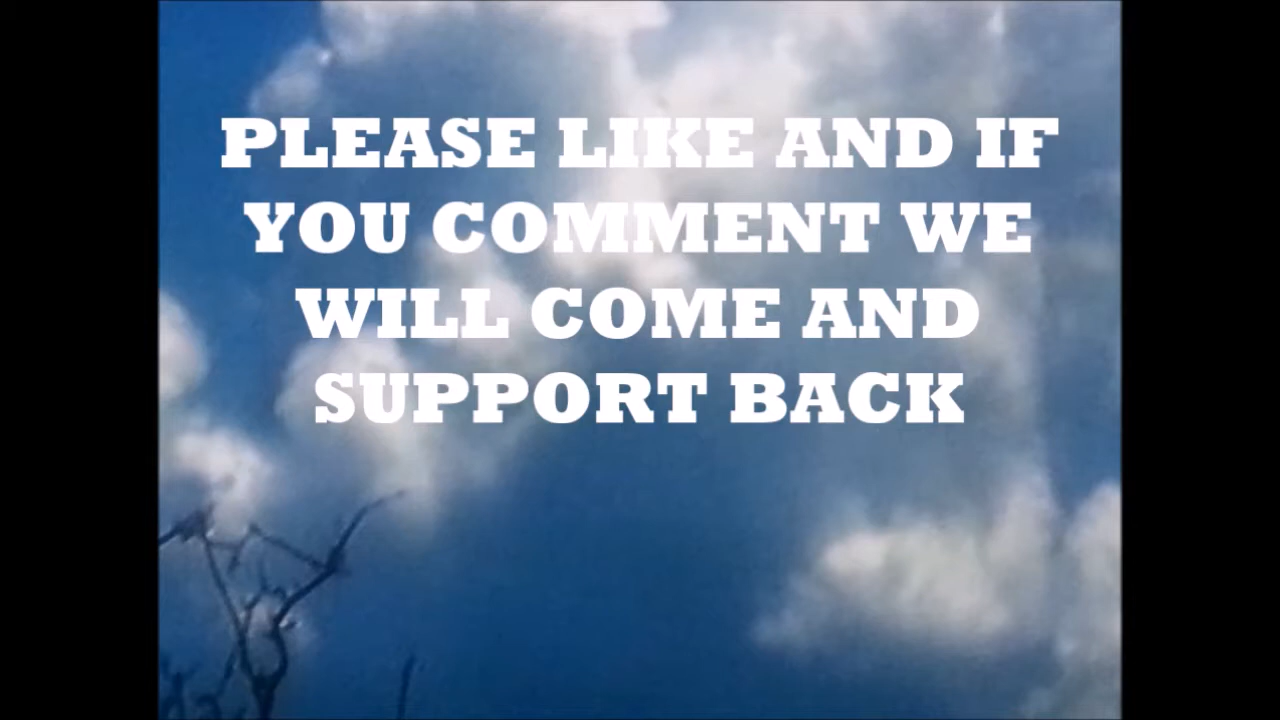 PLEASE LIKE AND IF
YOU COMMENT WE
WILL COME AND
SUPPORT BACK